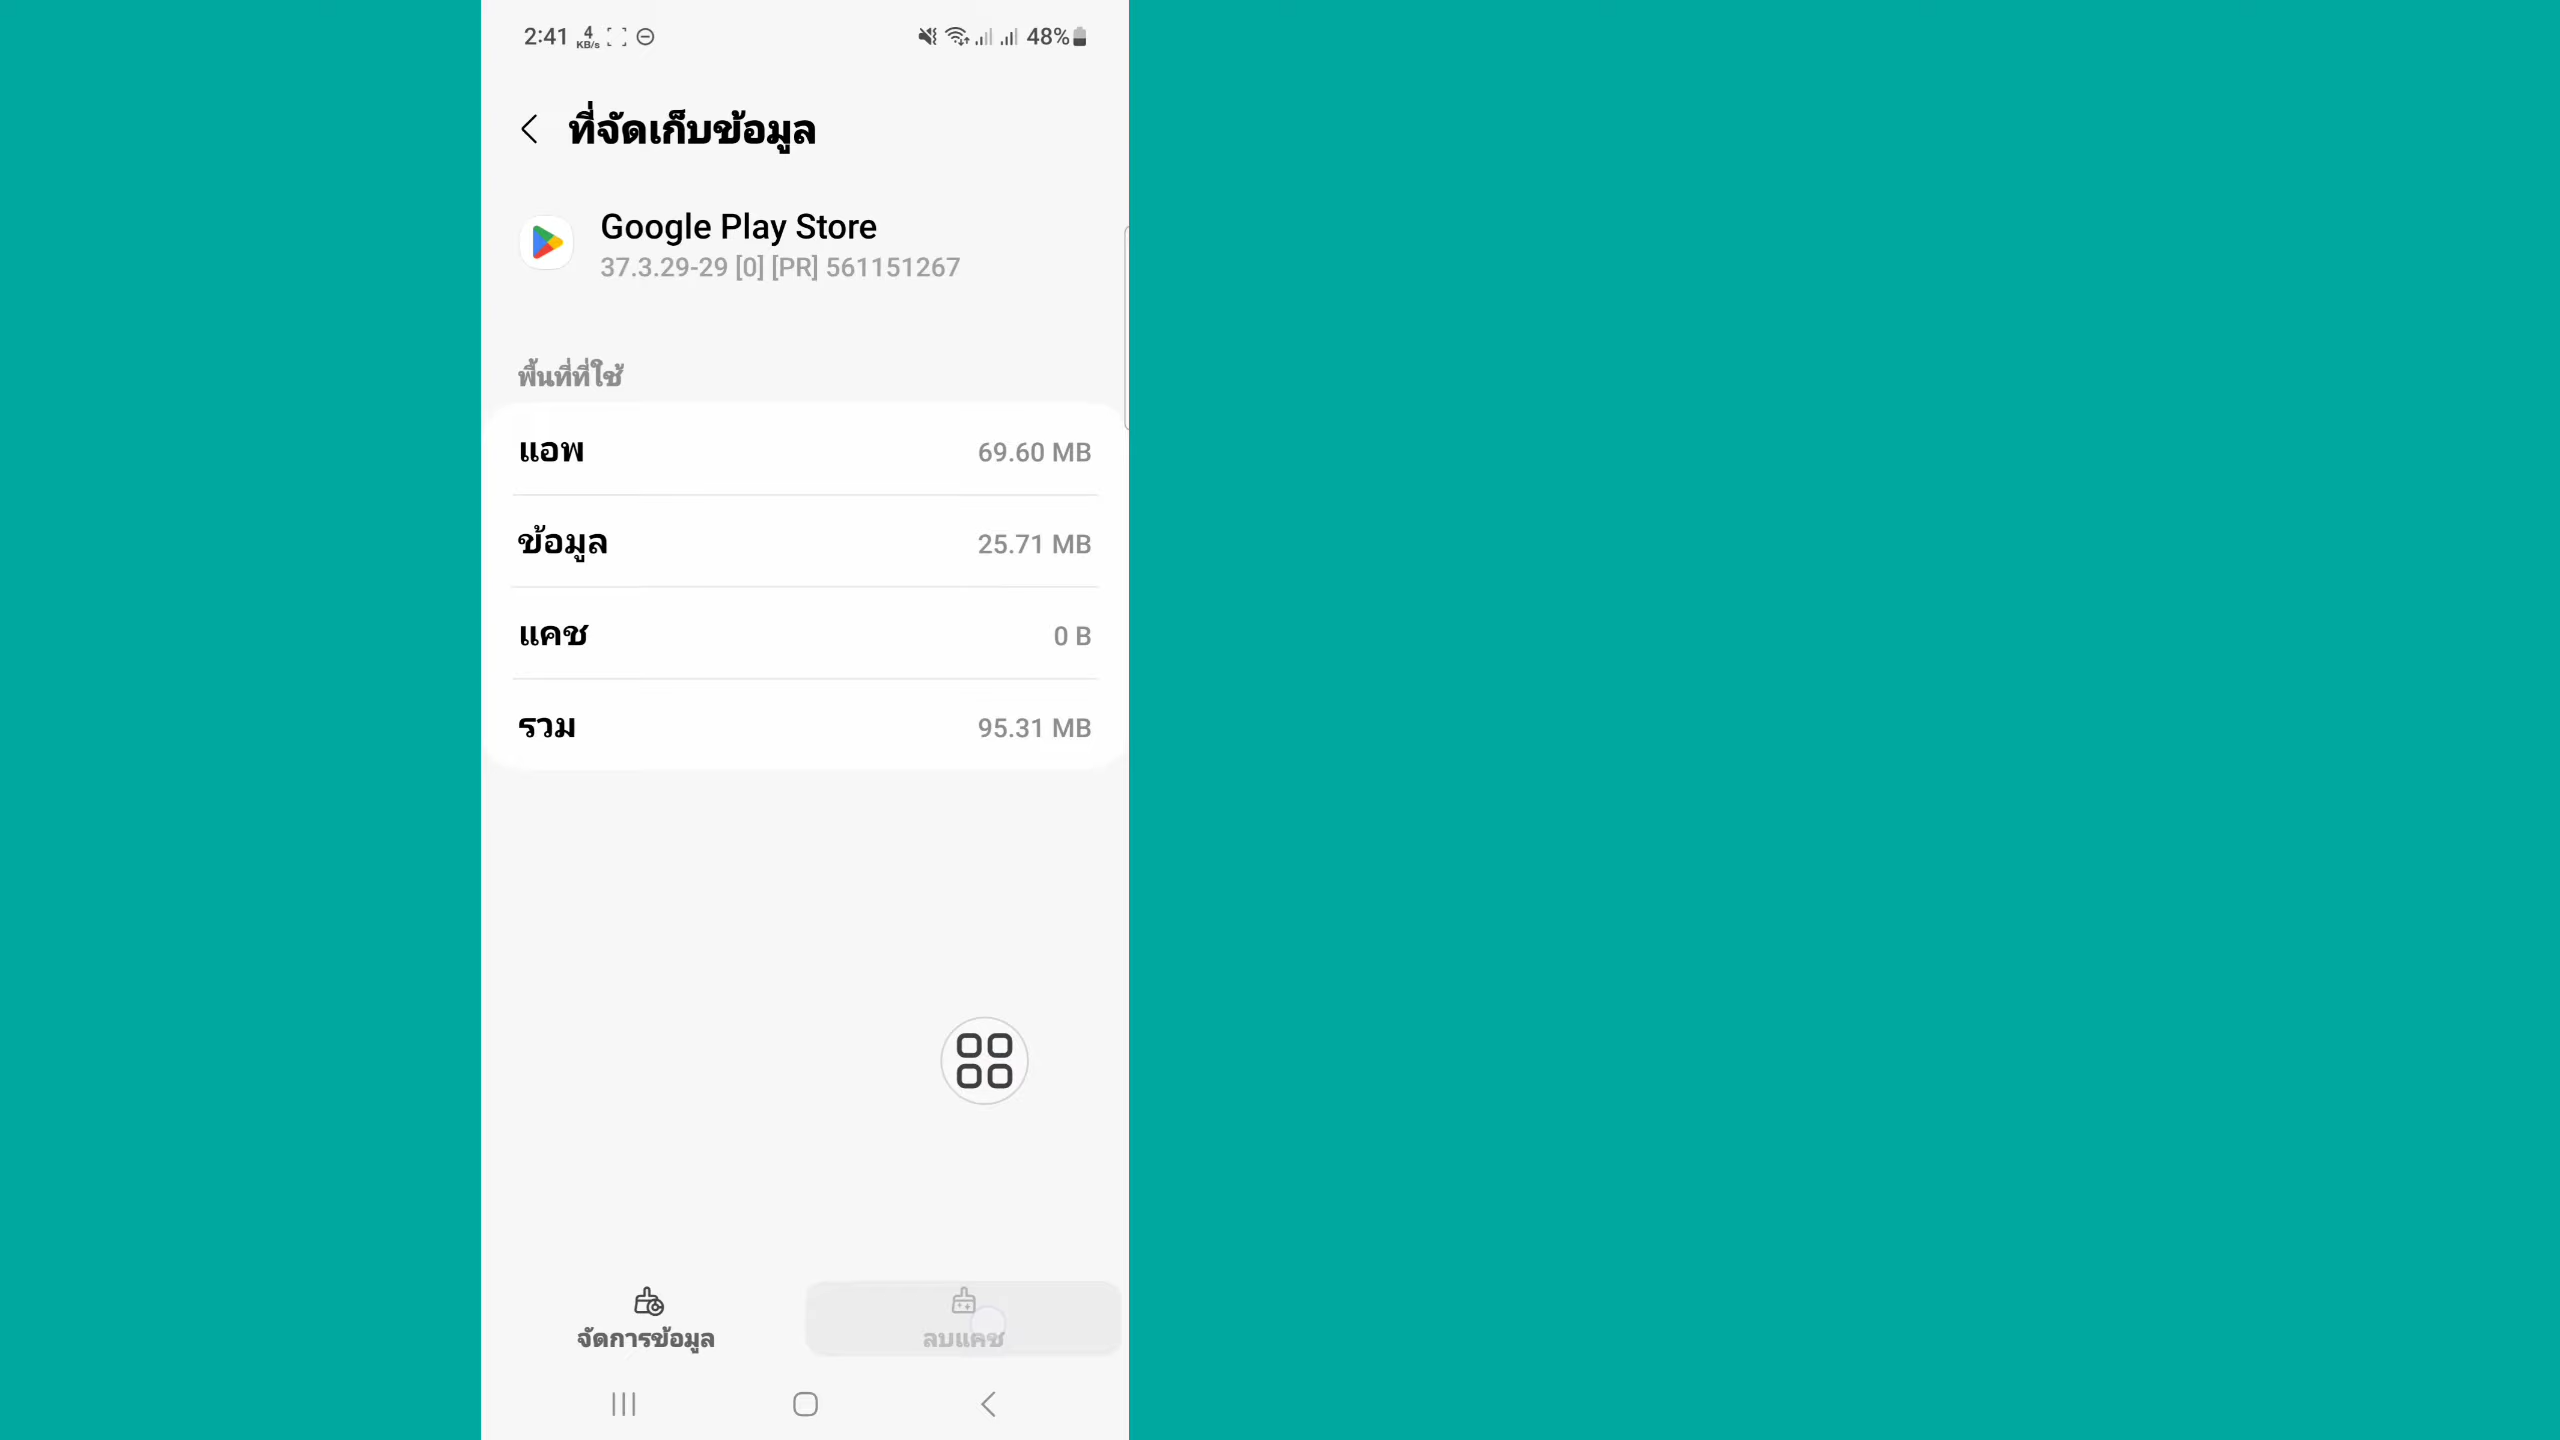 2:41 4 KB/s 48%
ที่จัดเก็บข้อมูล
Google Play Store
37.3.29-29 [0] [PR] 561151267
พื้นที่ที่ใช้
แอพ 69.60 MB
ข้อมูล 25.71 MB
แคช 0 B
รวม 95.31 MB
จัดการข้อมูล ลบแคช